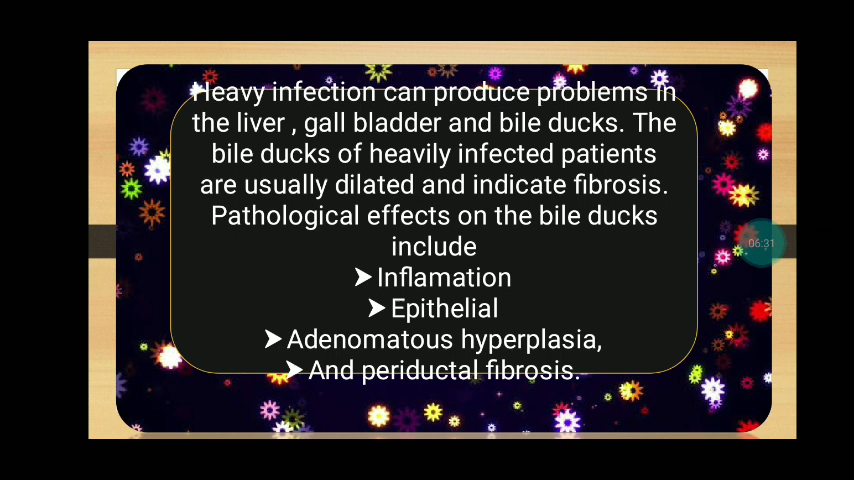 Heavy infection can produce problems in
the liver , gall bladder and bile ducks. The
bile ducks of heavily infected patients
are usually dilated and indicate fibrosis.
Pathological effects on the bile ducks
include
➤Inflamation
➤Epithelial
➤Adenomatous hyperplasia,
➤And periductal fibrosis.
06:31